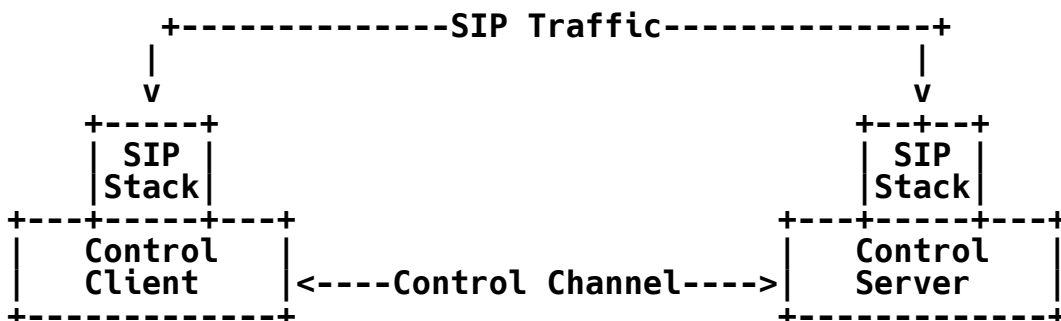 +--------------SIP Traffic--------------+
| |
v v
+-----+ +--+--+
| SIP | | SIP |
|Stack| |Stack|
+---+-----+---+ +---+-----+---+
| Control | | Control |
| Client |<----Control Channel---->| Server |
+-------------+ +-------------+